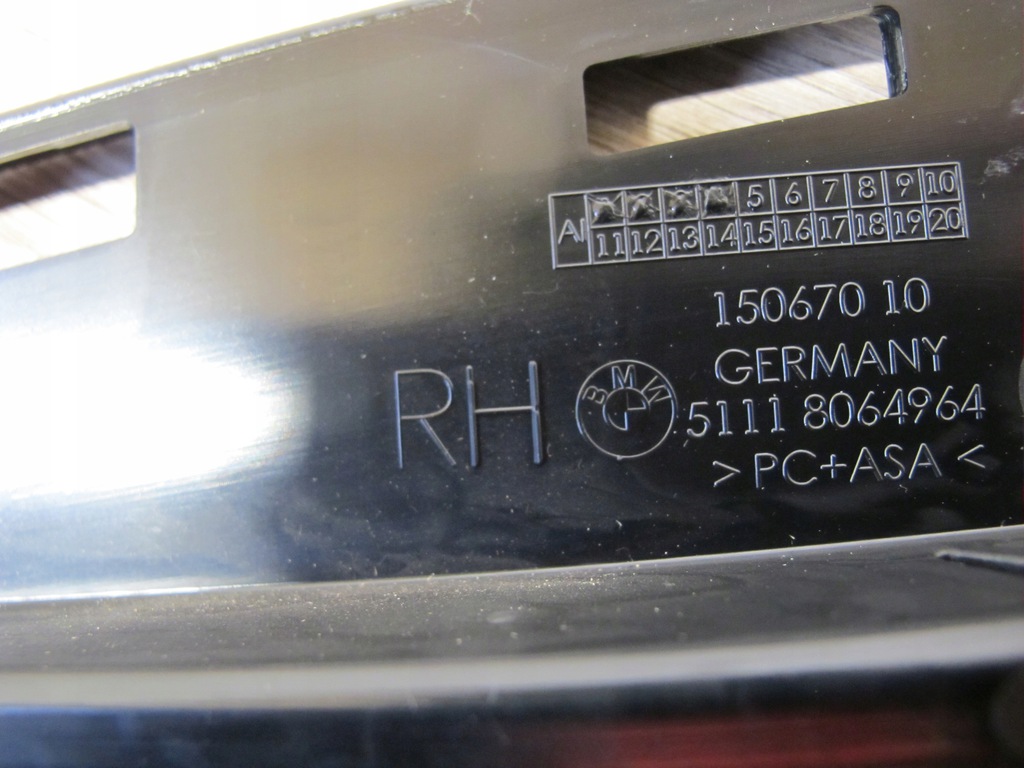 AI 5 6 7 8 9 10
11 12 13 14 15 16 17 18 19 20
150670 10
GERMANY
RH BMW 5111 8064964
>PC+ASA<